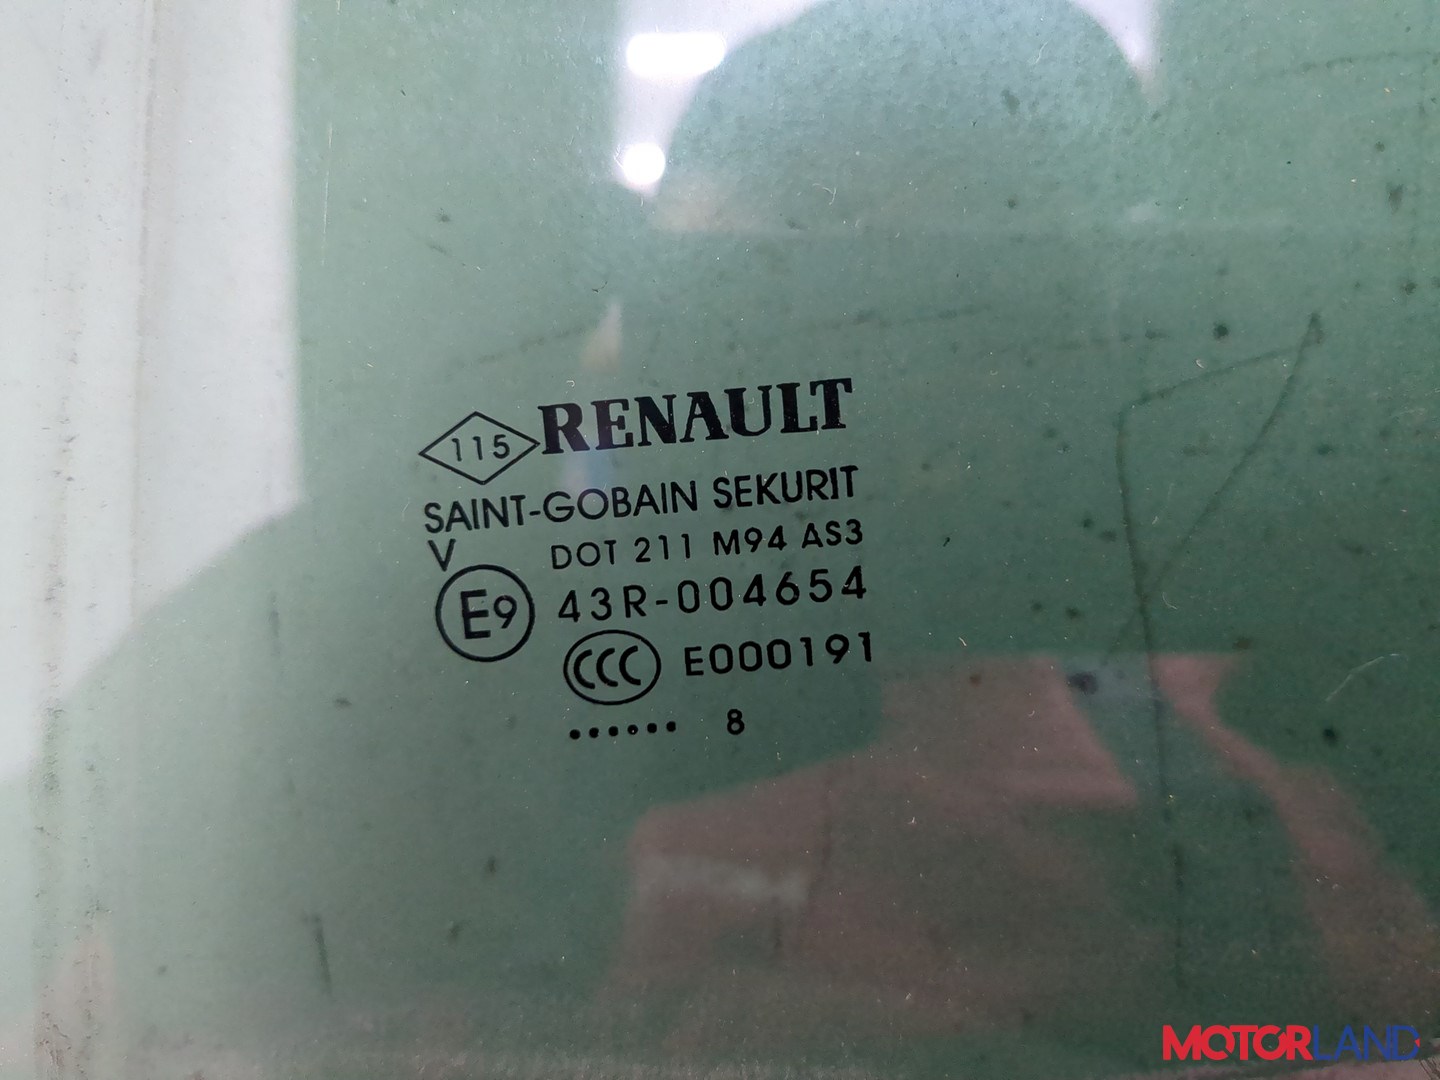 115 RENAULT
SAINT-GOBAIN SEKURIT
V DOT 211 M94 AS3
E9 43R-004654
CCC E000191
...... 8
MOTORLAND